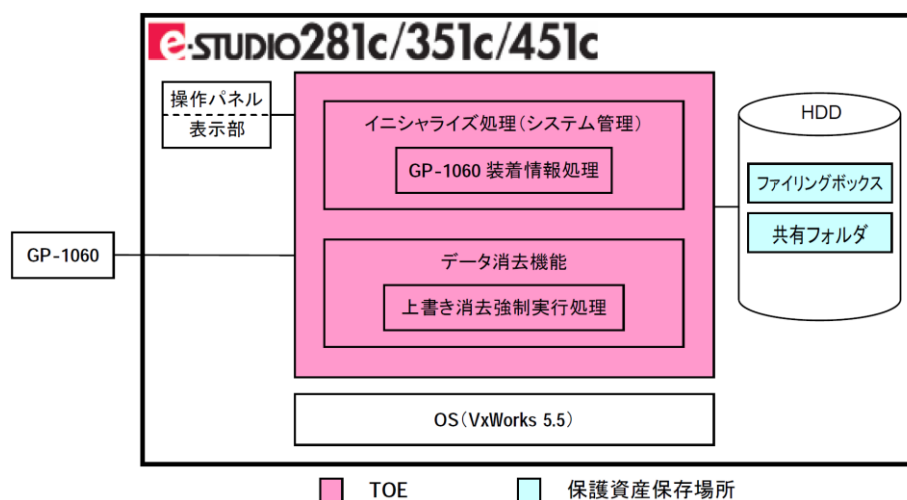 e-STUDIO281c/351c/451c
操作パネル
表示部
イニシャライズ処理(システム管理)
GP-1060 装着情報処理
HDD
ファイリングボックス
共有フォルダ
GP-1060
データ消去機能
上書き消去強制実行処理
OS(VxWorks 5.5)
TOE
保護資産保存場所